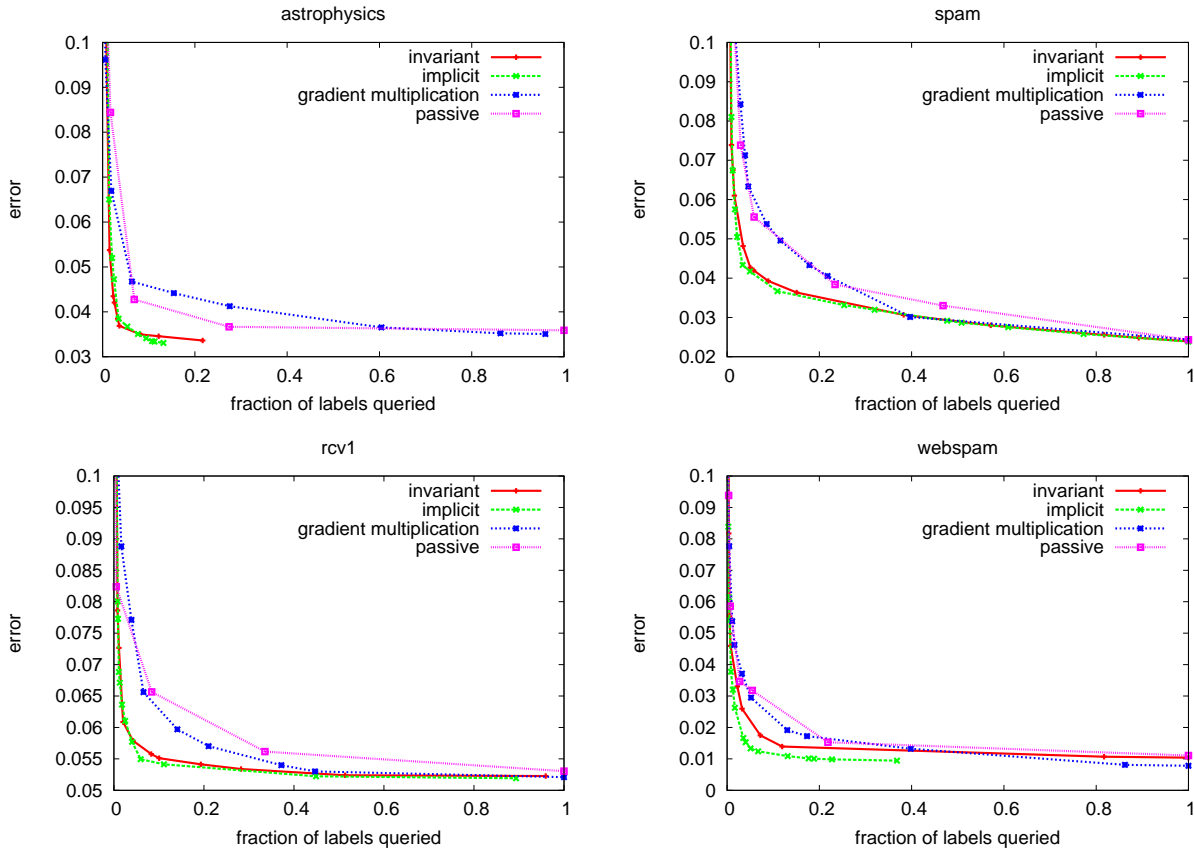 astrophysics
0.1
0.09
0.08
0.07
0.06
0.05
0.04
0.03
error
0
0.2
0.4
0.6
0.8
1
fraction of labels queried
invariant
implicit
gradient multiplication
passive
spam
0.1
0.09
0.08
0.07
0.06
0.05
0.04
0.03
0.02
error
0
0.2
0.4
0.6
0.8
1
fraction of labels queried
invariant
implicit
gradient multiplication
passive
rcv1
0.1
0.095
0.09
0.085
0.08
0.075
0.07
0.065
0.06
0.055
0.05
error
0
0.2
0.4
0.6
0.8
1
fraction of labels queried
invariant
implicit
gradient multiplication
passive
webspam
0.1
0.09
0.08
0.07
0.06
0.05
0.04
0.03
0.02
0.01
0
error
0
0.2
0.4
0.6
0.8
1
fraction of labels queried
invariant
implicit
gradient multiplication
passive